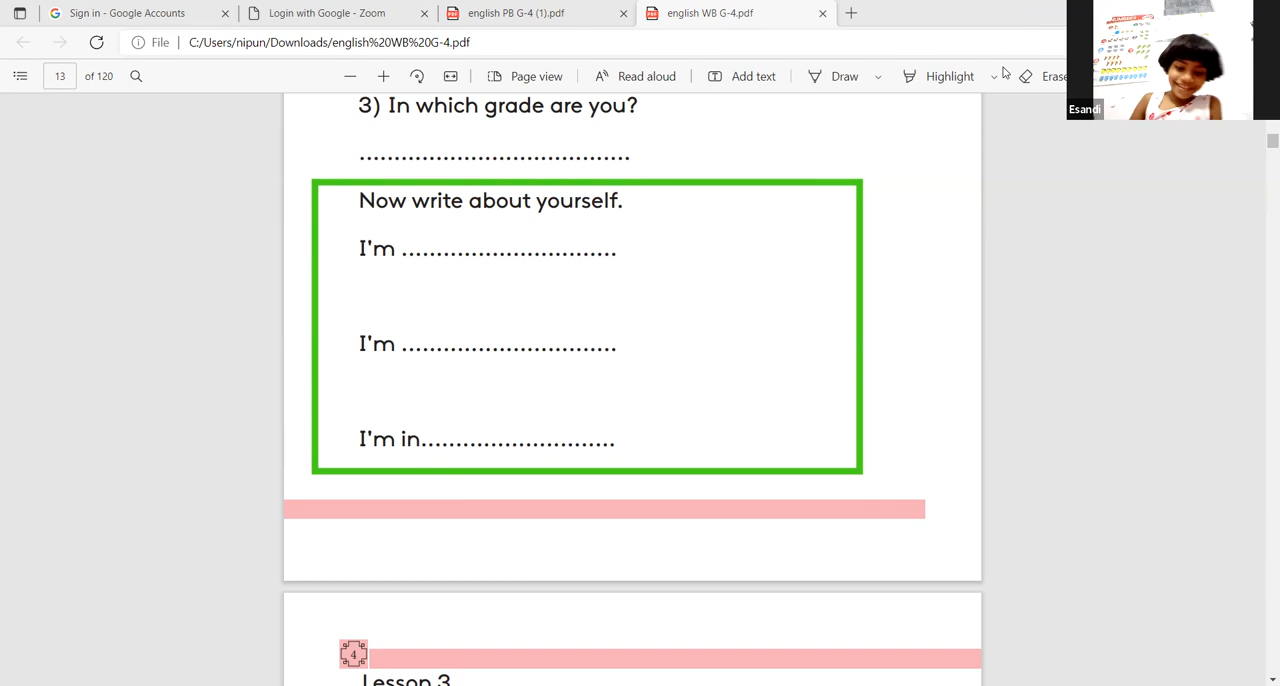 Sign in - Google Accounts
Login with Google - Zoom
english PB G-4 (1).pdf
english WB G-4.pdf
File
C:/Users/nipun/Downloads/english%20WB%20G-4.pdf
13 of 120
Page view
Read aloud
Add text
Highlight
Erase
Esandi
3) In which grade are you?
.......................................
Now write about yourself.
I'm ...............................
I'm ...............................
I'm in............................
4
Lesson 3